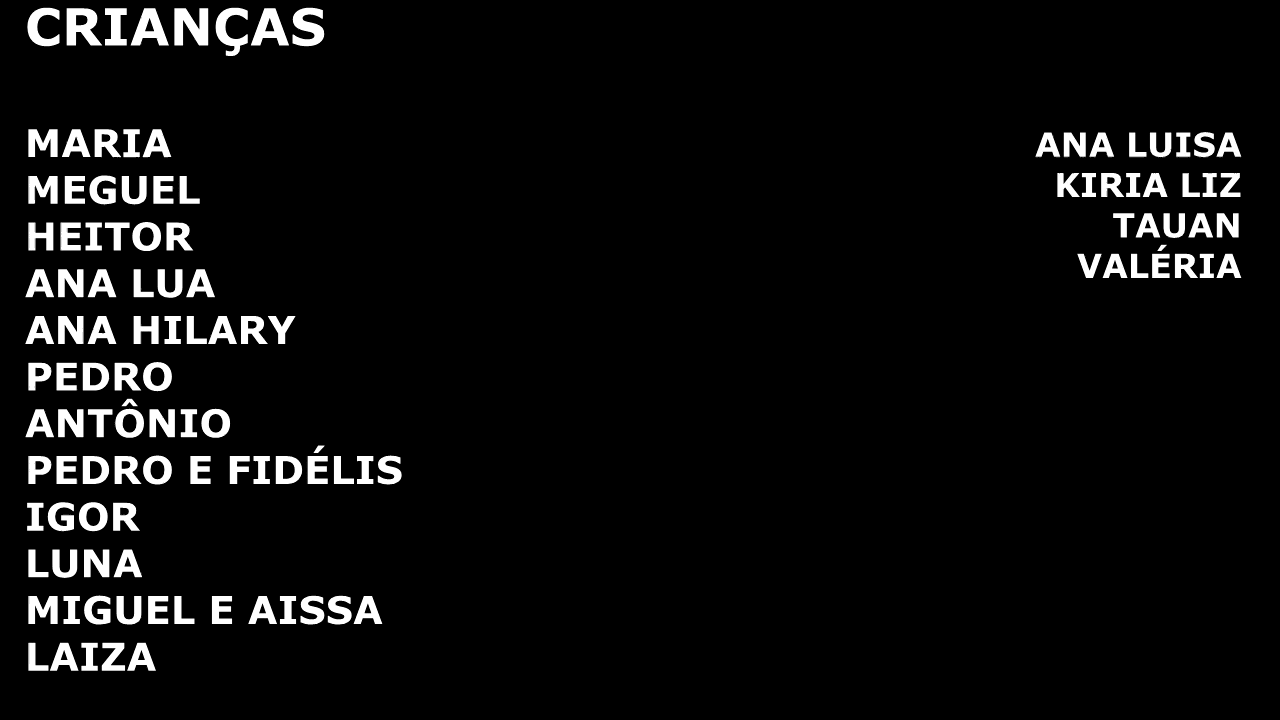 CRIANÇAS
MARIA
MEGUEL
HEITOR
ANA LUA
ANA HILARY
PEDRO
ANTÔNIO
PEDRO E FIDÉLIS
IGOR
LUNA
MIGUEL E AISSA
LAIZA
ANA LUISA
KIRIA LIZ
TAUAN
VALÉRIA